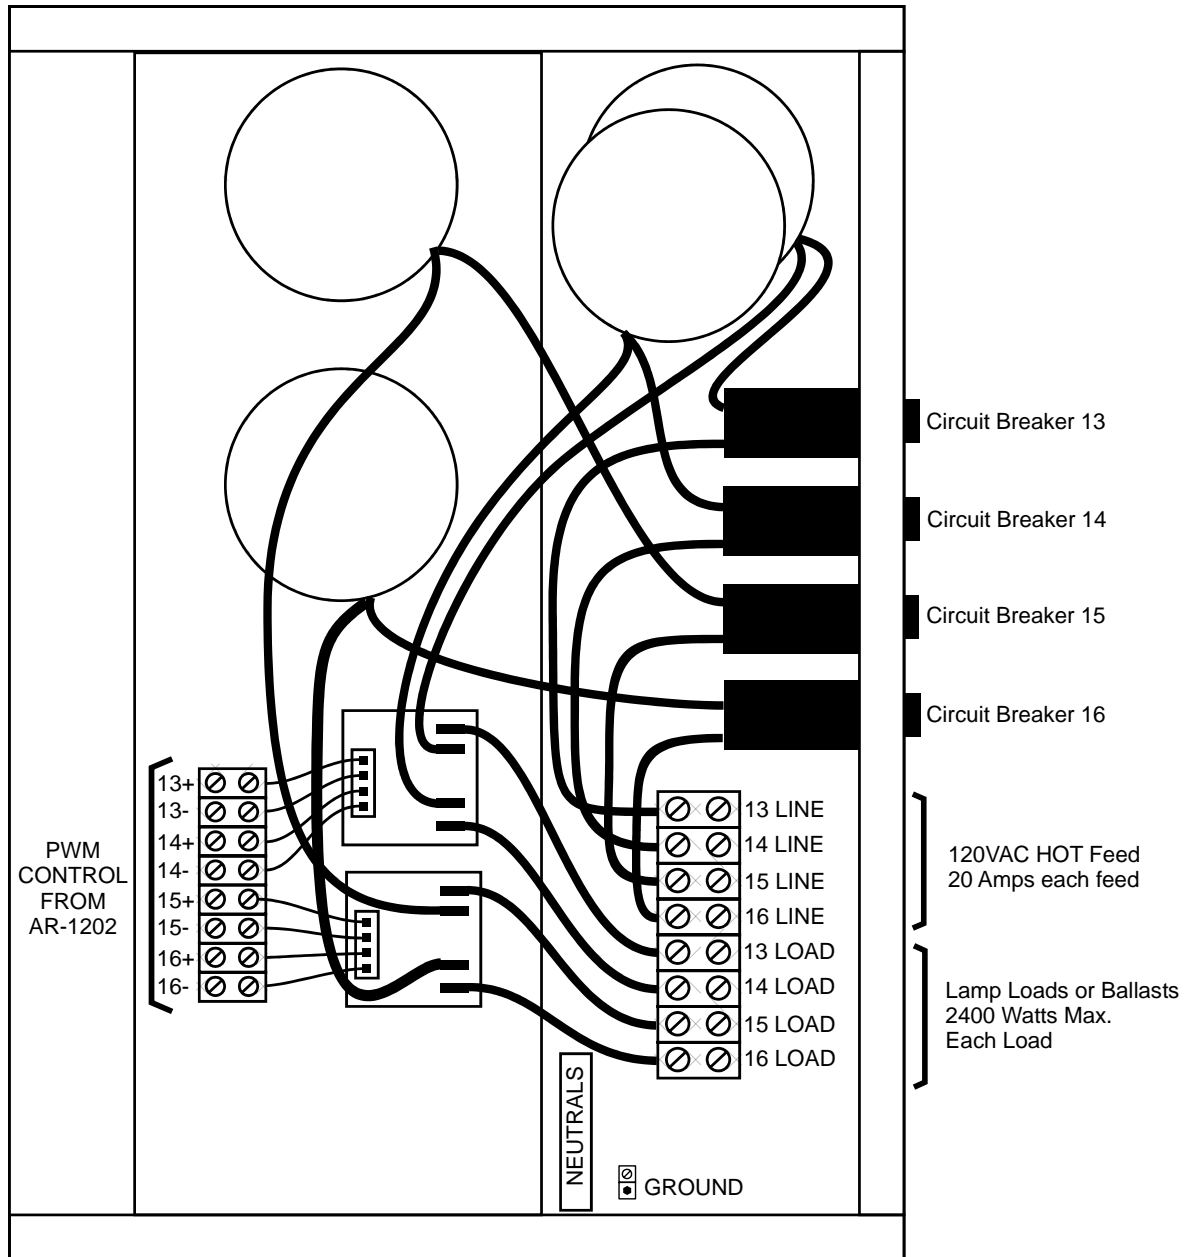 Circuit Breaker 13
Circuit Breaker 14
Circuit Breaker 15
Circuit Breaker 16
PWM
CONTROL
FROM
AR-1202
13+
13-
14+
14-
15+
15-
16+
16-
13 LINE
14 LINE
15 LINE
16 LINE
13 LOAD
14 LOAD
15 LOAD
16 LOAD
120VAC HOT Feed
20 Amps each feed
Lamp Loads or Ballasts
2400 Watts Max.
Each Load
NEUTRALS
GROUND